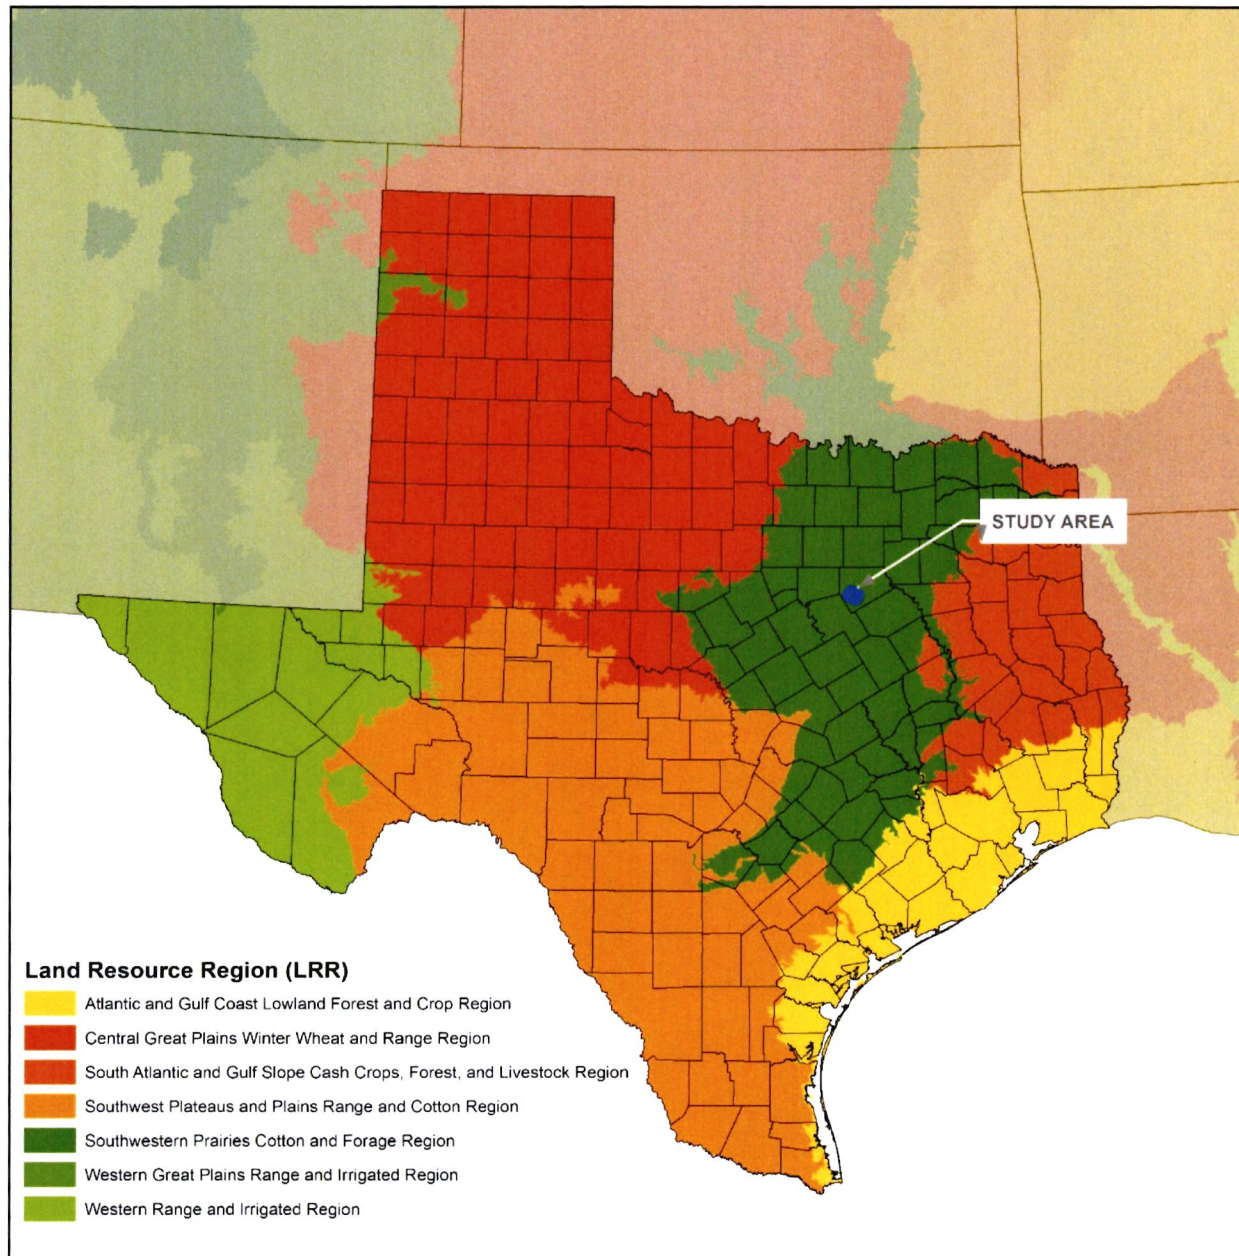 STUDY AREA
Land Resource Region (LRR)
Atlantic and Gulf Coast Lowland Forest and Crop Region
Central Great Plains Winter Wheat and Range Region
South Atlantic and Gulf Slope Cash Crops, Forest, and Livestock Region
Southwest Plateaus and Plains Range and Cotton Region
Southwestern Prairies Cotton and Forage Region
Western Great Plains Range and Irrigated Region
Western Range and Irrigated Region